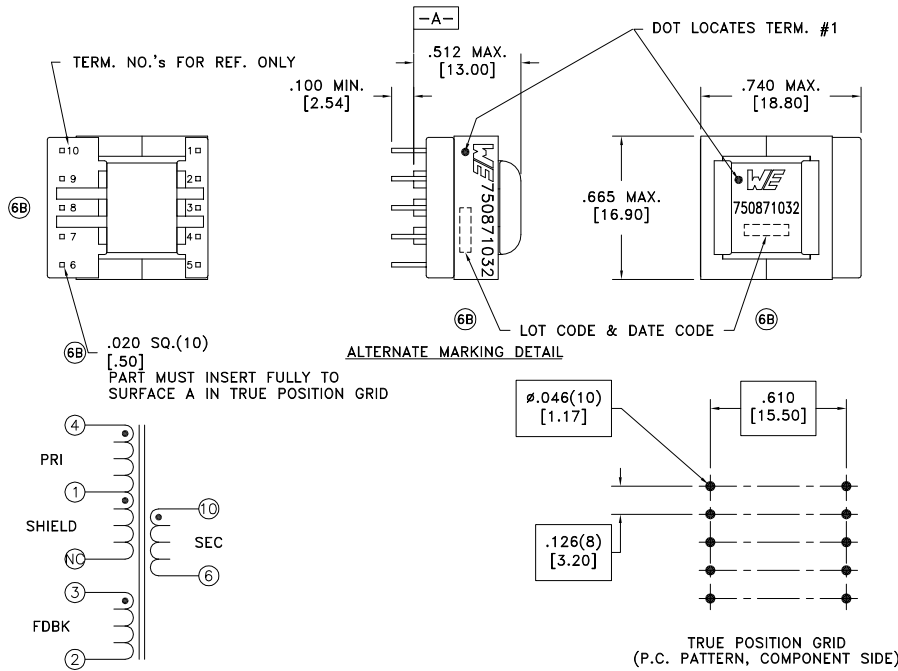 -A-
DOT LOCATES TERM. #1
TERM. NO.'s FOR REF. ONLY
.512 MAX.
[13.00]
.100 MIN.
[2.54]
.740 MAX.
[18.80]
10 1
9 2
8 3
7 4
6 5
6B
WE 750871032
.665 MAX.
[16.90]
WE
750871032
6B
LOT CODE & DATE CODE
6B
ALTERNATE MARKING DETAIL
6B
.020 SQ.(10)
[.50]
PART MUST INSERT FULLY TO
SURFACE A IN TRUE POSITION GRID
4
PRI
1
SHIELD
NC
3
FDBK
2
10
SEC
6
ø.046(10)
[1.17]
.610
[15.50]
.126(8)
[3.20]
TRUE POSITION GRID
(P.C. PATTERN, COMPONENT SIDE)